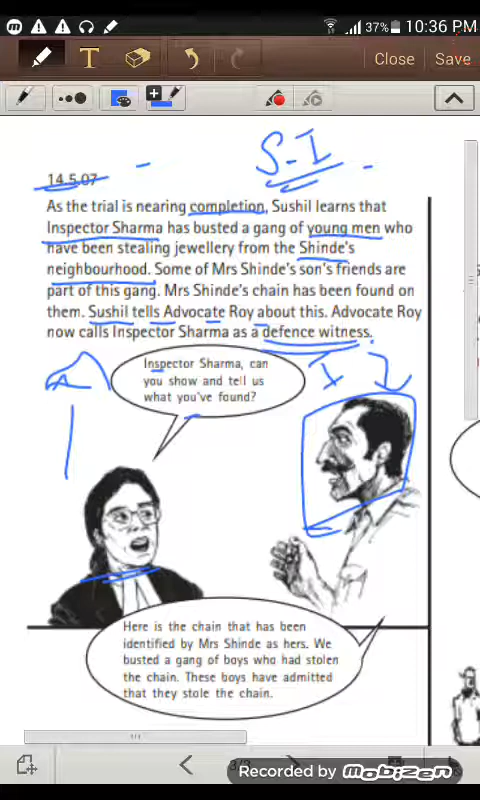 37% 10:36 PM
T Close Save
S-I
14.5.07
As the trial is nearing completion, Sushil learns that
Inspector Sharma has busted a gang of young men who
have been stealing jewellery from the Shinde's
neighbourhood. Some of Mrs Shinde's son's friends are
part of this gang. Mrs Shinde's chain has been found on
them. Sushil tells Advocate Roy about this. Advocate Roy
now calls Inspector Sharma as a defence witness.
Inspector Sharma, can
you show and tell us
what you've found?
A
I
Here is the chain that has been
identified by Mrs Shinde as hers. We
busted a gang of boys who had stolen
the chain. These boys have admitted
that they stole the chain.
Recorded by Mobizen